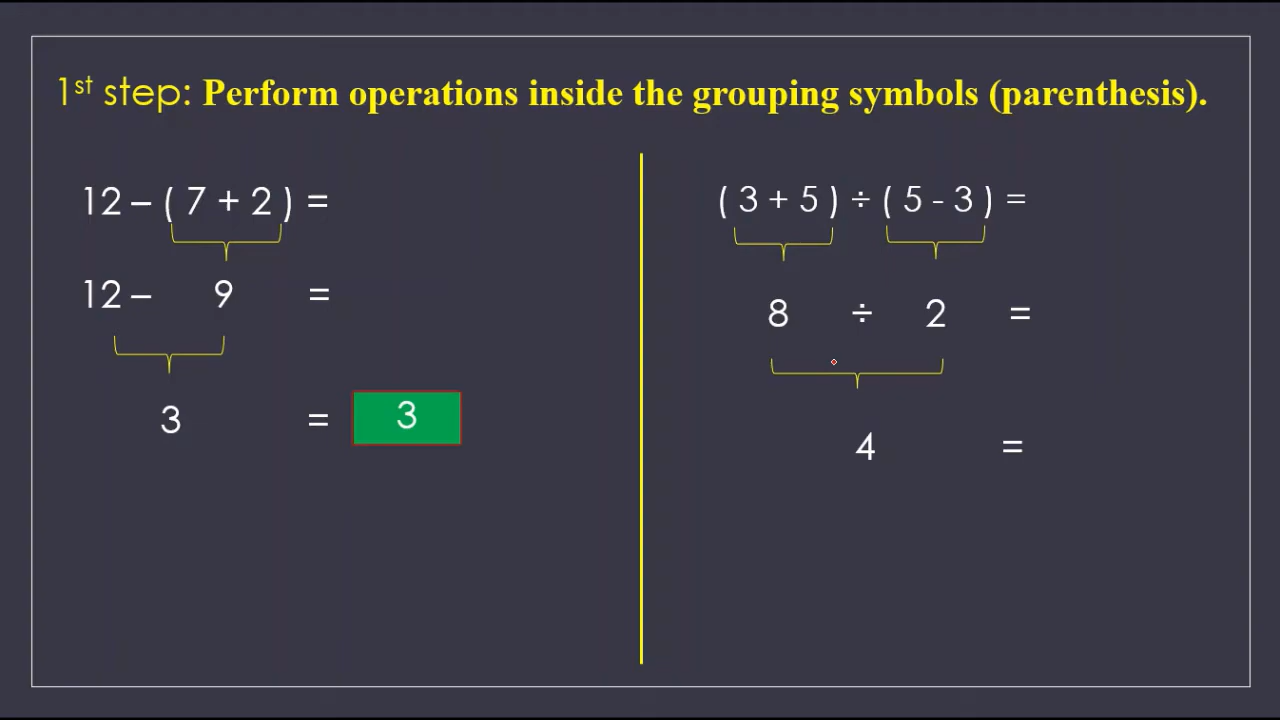 1st step: Perform operations inside the grouping symbols (parenthesis).
12 – ( 7 + 2 ) =
12 – 9 =
3 = 3
( 3 + 5 ) ÷ ( 5 - 3 ) =
8 ÷ 2 =
4 =